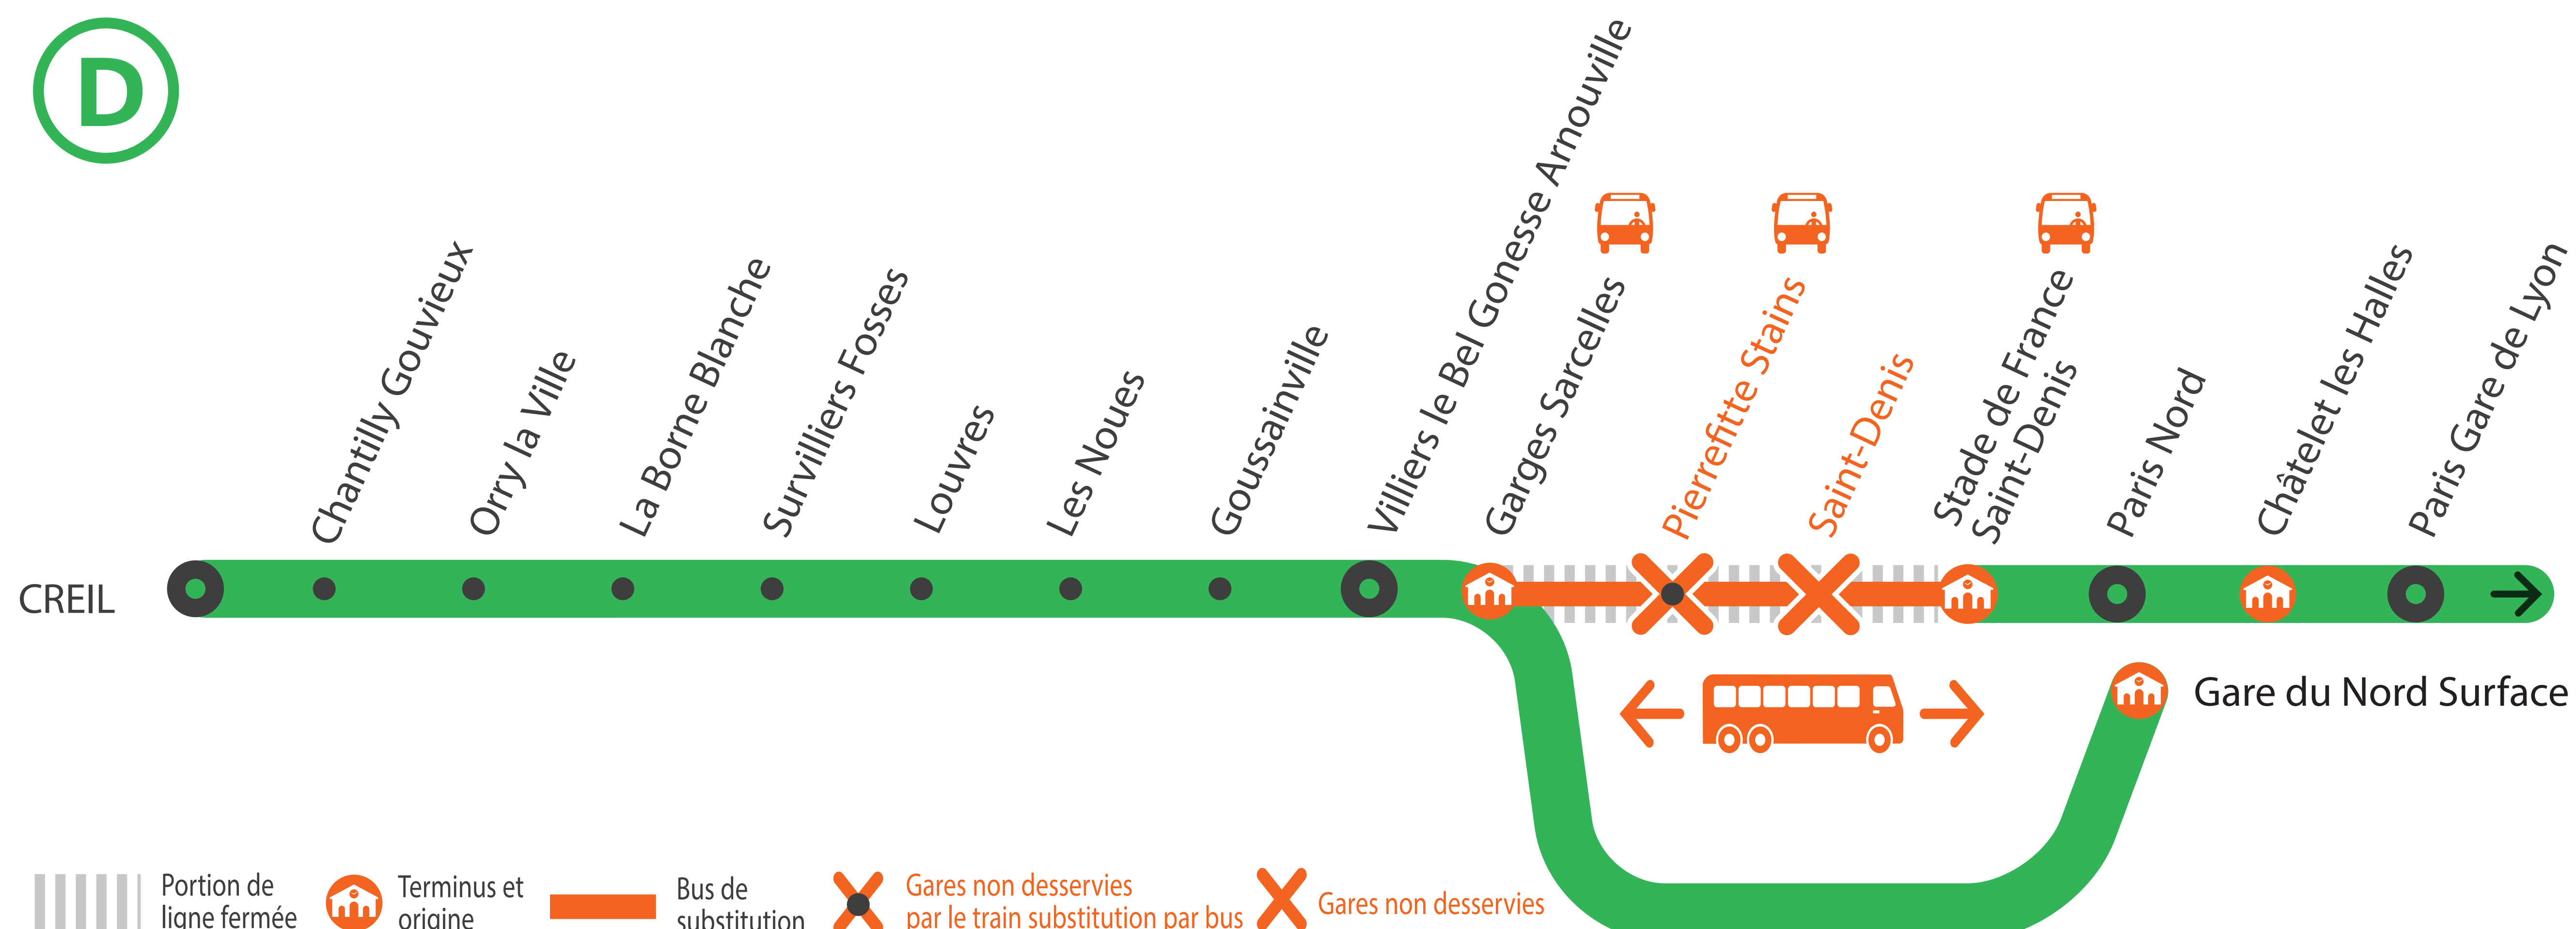 D
CREIL
Chantilly Gouvieux
Orry la Ville
La Borne Blanche
Survilliers Fosses
Louvres
Les Noues
Goussainville
Villiers le Bel Gonesse Arnouville
Garges Sarcelles
Pierrefitte Stains
Saint-Denis
Stade de France
Saint-Denis
Paris Nord
Châtelet les Halles
Paris Gare de Lyon
Gare du Nord Surface
Portion de
ligne fermée
Terminus et
origine
Bus de
substitution
Gares non desservies
par le train substitution par bus
Gares non desservies